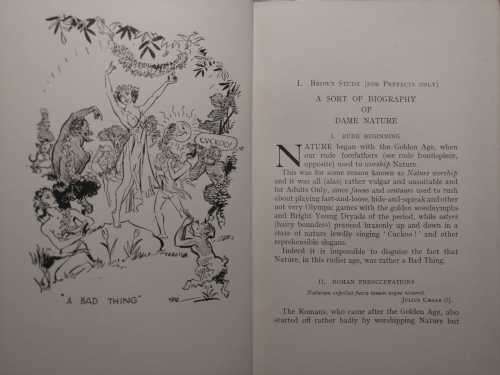 CUCKOO!
"A BAD THING"
I. BROWN STUDY (FOR PREFECTS ONLY)
A SORT OF BIOGRAPHY
OF
DAME NATURE
I. RUDE BEGINNING
NATURE began with the Golden Age, when
our rude forefathers (see rude frontispiece,
opposite) used to worship Nature.
This was for some reason known as Nature worship
and it was all (alas) rather vulgar and unsuitable and
for Adults Only, since fauns and centaurs used to rush
about playing fast-and-loose, hide-and-squeak and other
not very Olympic games with the golden woodnymphs
and Bright Young Dryads of the period, while satyrs
(hairy bounders) pranced brazenly up and down in a
state of nature lewdly singing 'Cuckoo!' and other
reprehensible slogans.
Indeed it is impossible to disguise the fact that
Nature, in this rudest age, was rather a Bad Thing.
II. ROMAN PREOCCUPATIONS
Naturam expellas furca tamen usque recurret.
JULIUS CÆSAR (?).
The Romans, who came after the Golden Age, also
started off rather badly by worshipping Nature but